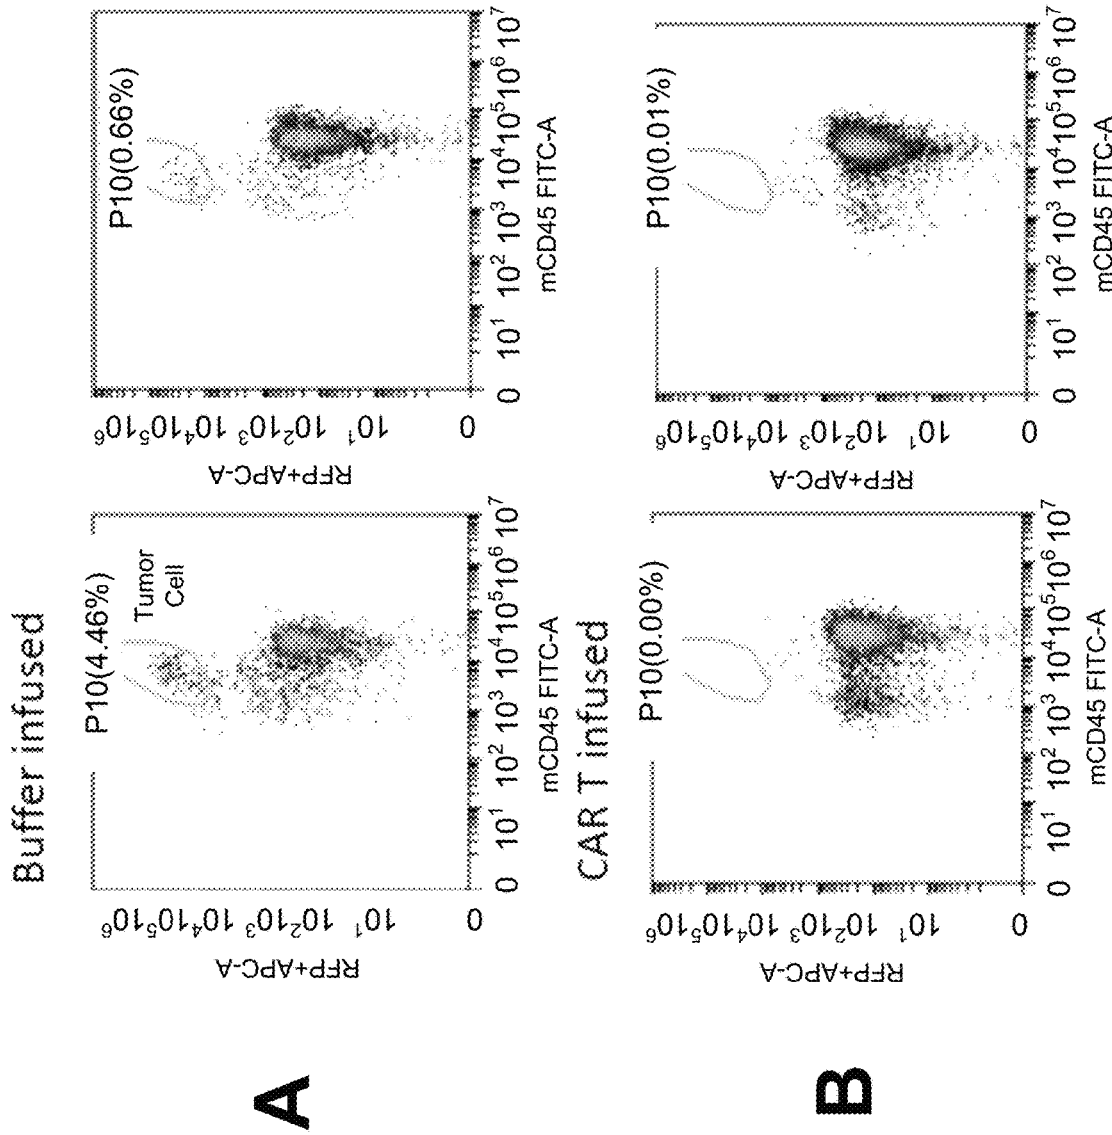 A
Buffer infused
P10(4.46%)
Tumor
Cell
RFP+APC-A
10⁶
10⁵
10⁴
10³
10²
10¹
0
0 10¹ 10² 10³ 10⁴ 10⁵ 10⁶ 10⁷
mCD45 FITC-A
P10(0.66%)
RFP+APC-A
10⁶
10⁵
10⁴
10³
10²
10¹
0
0 10¹ 10² 10³ 10⁴ 10⁵ 10⁶ 10⁷
mCD45 FITC-A
B
CAR T infused
P10(0.00%)
RFP+APC-A
10⁶
10⁵
10⁴
10³
10²
10¹
0
0 10¹ 10² 10³ 10⁴ 10⁵ 10⁶ 10⁷
mCD45 FITC-A
P10(0.01%)
RFP+APC-A
10⁶
10⁵
10⁴
10³
10²
10¹
0
0 10¹ 10² 10³ 10⁴ 10⁵ 10⁶ 10⁷
mCD45 FITC-A